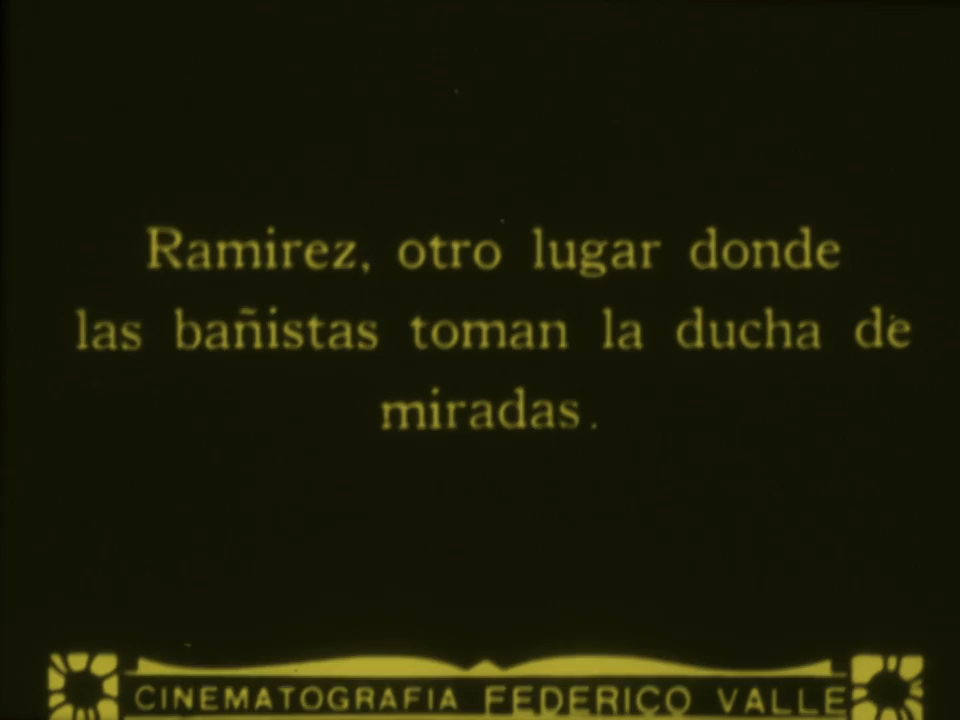 Ramirez, otro lugar donde
las bañistas toman la ducha de
miradas.
CINEMATOGRAFIA FEDERICO VALLE